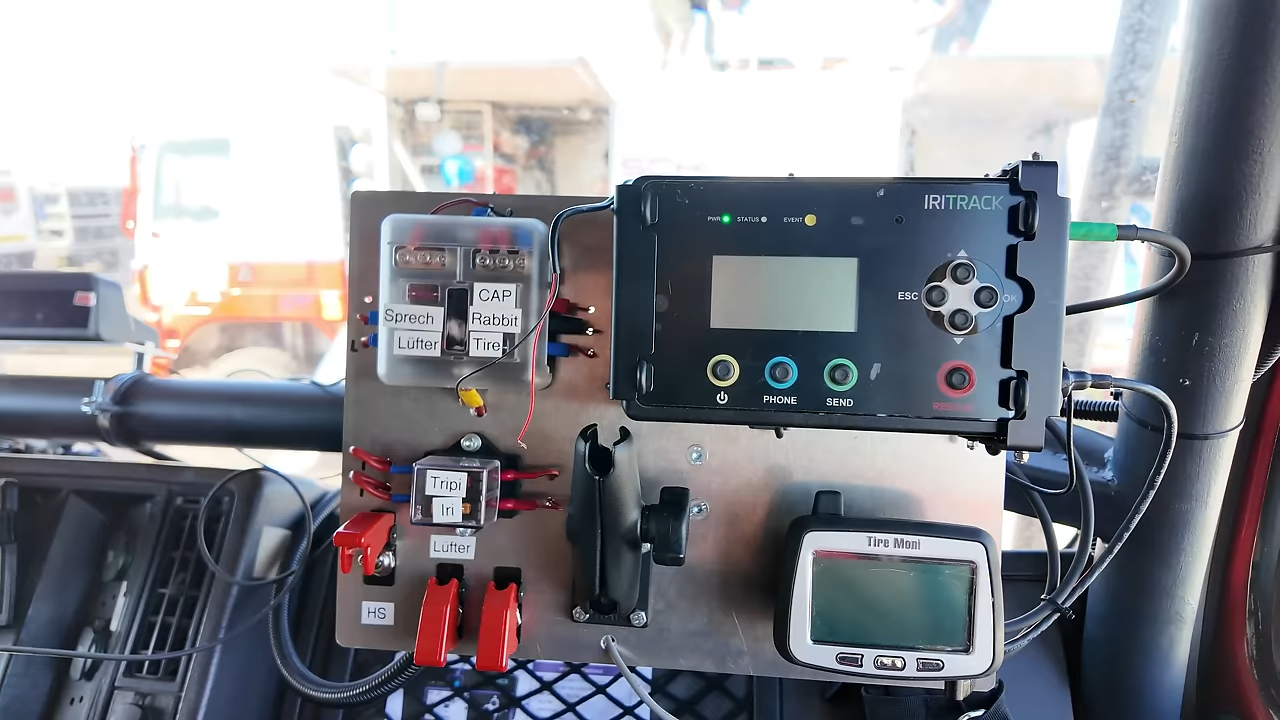 IRITRACK
PWR STATUS EVENT
ESC OK
PHONE SEND
CAP
Sprech Rabbit
Lüfter Tire
Tripi
Iri
Lüfter
HS
Tire Moni